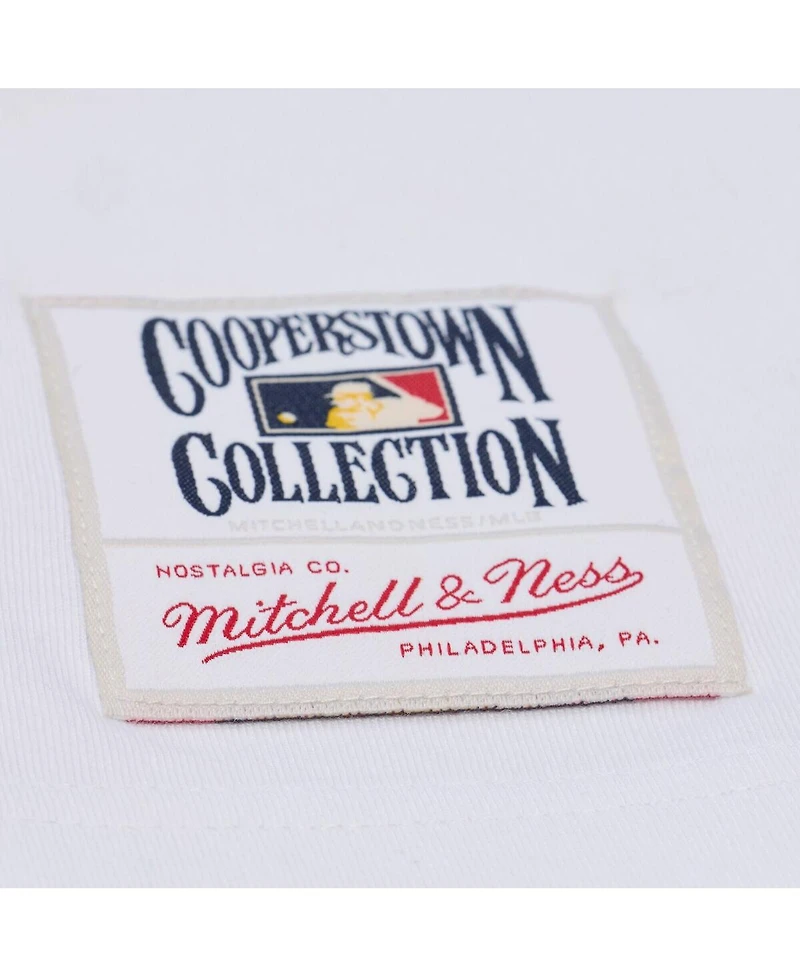 COOPERSTOWN
COLLECTION
MITCHELLANDNESS/MLB
NOSTALGIA CO.
Mitchell & Ness
PHILADELPHIA, PA.